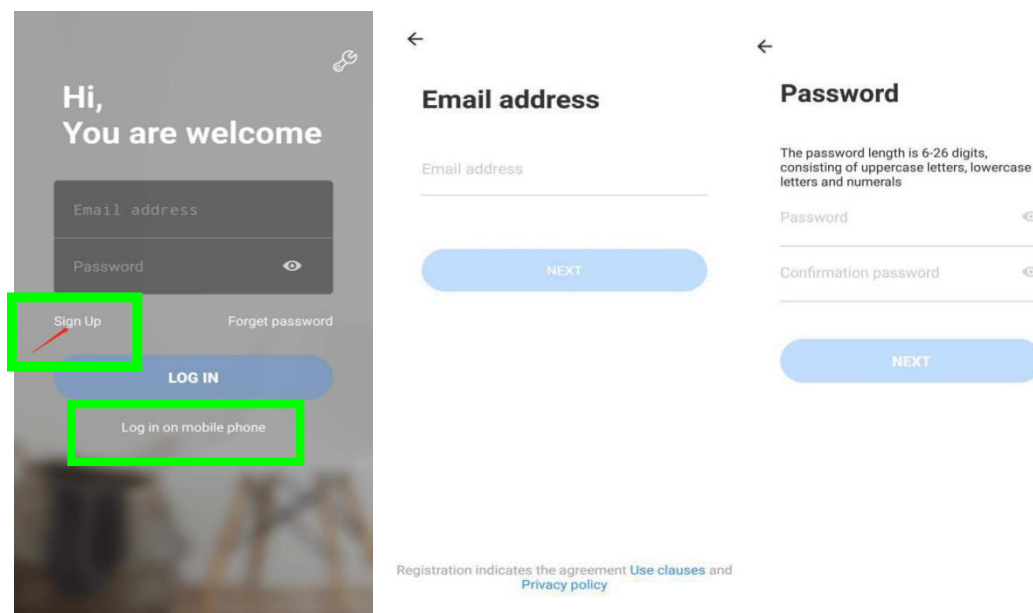 Hi,
You are welcome
Email address
Password
Sign Up
Forget password
LOG IN
Log in on mobile phone
Email address
Email address
NEXT
Registration indicates the agreement Use clauses and
Privacy policy
Password
The password length is 6-26 digits,
consisting of uppercase letters, lowercase
letters and numerals
Password
Confirmation password
NEXT